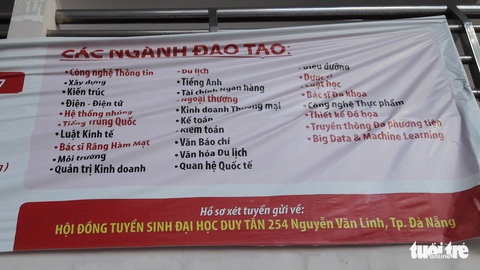 CÁC NGÀNH ĐÀO TẠO:
• Công nghệ Thông tin
• Xây dựng
• Kiến trúc
• Điện - Điện tử
• Hệ thống nhúng
• Tiếng Trung Quốc
• Luật Kinh tế
• Bác sĩ Răng Hàm Mặt
• Môi trường
• Quản trị Kinh doanh
• Du lịch
• Tiếng Anh
• Tài chính Ngân hàng
• Ngoại thương
• Kinh doanh Thương mại
• Kế toán
• Kiểm toán
• Văn Báo chí
• Văn hóa Du lịch
• Quan hệ Quốc tế
• Điều dưỡng
• Dược sĩ
• Luật học
• Bác sĩ Đa khoa
• Công nghệ Thực phẩm
• Thiết kế Đồ họa
• Truyền thông Đa phương tiện
• Big Data & Machine Learning
Hồ sơ xét tuyển gửi về:
HỘI ĐỒNG TUYỂN SINH ĐẠI HỌC DUY TÂN 254 Nguyễn Văn Linh, Tp. Đà Nẵng
tuổi trẻ
online